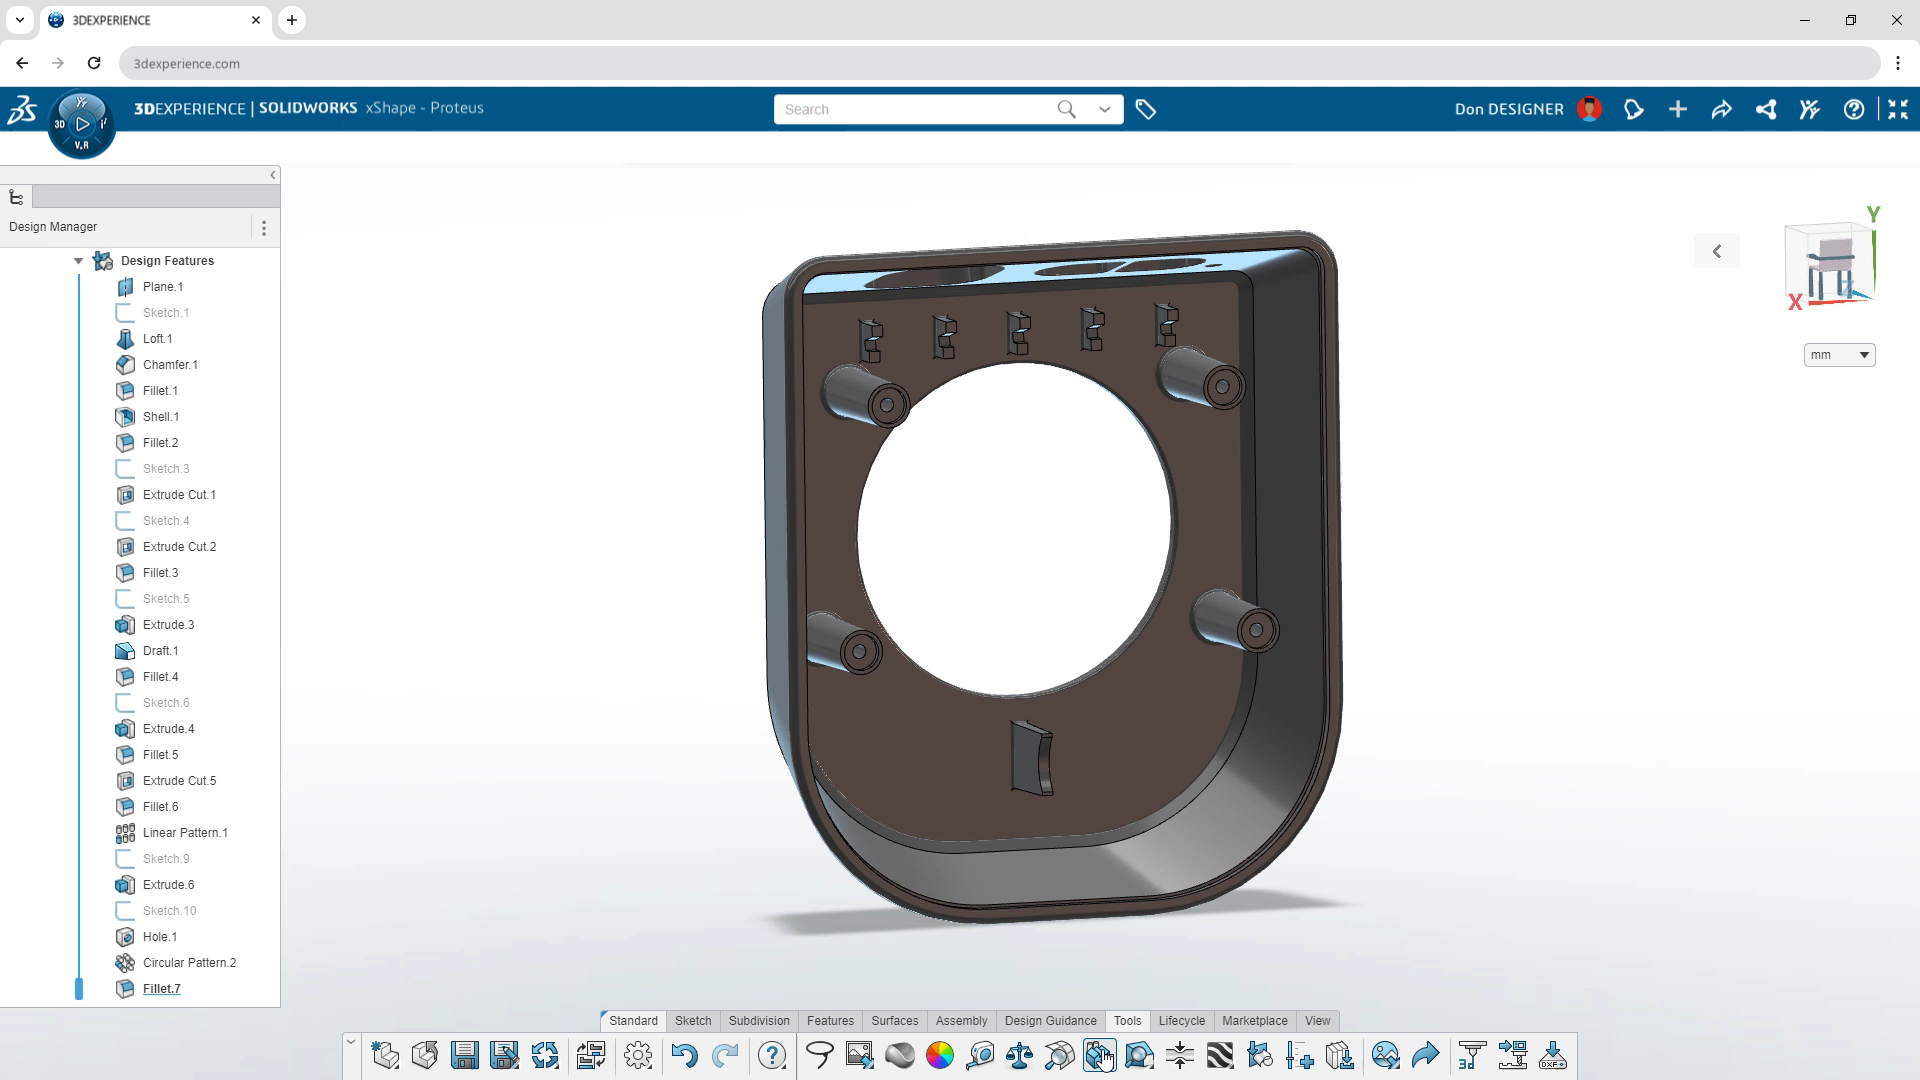 3DEXPERIENCE
3dexperience.com
3DEXPERIENCE | SOLIDWORKS xShape - Proteus
Search
Don DESIGNER
3D
V.R
Design Manager
Design Features
Plane.1
Sketch.1
Loft.1
Chamfer.1
Fillet.1
Shell.1
Fillet.2
Sketch.3
Extrude Cut.1
Sketch.4
Extrude Cut.2
Fillet.3
Sketch.5
Extrude.3
Draft.1
Fillet.4
Sketch.6
Extrude.4
Fillet.5
Extrude Cut.5
Fillet.6
Linear Pattern.1
Sketch.9
Extrude.6
Sketch.10
Hole.1
Circular Pattern.2
Fillet.7
Y
X
Z
mm
Standard Sketch Subdivision Features Surfaces Assembly Design Guidance Tools Lifecycle Marketplace View
3D
DXF